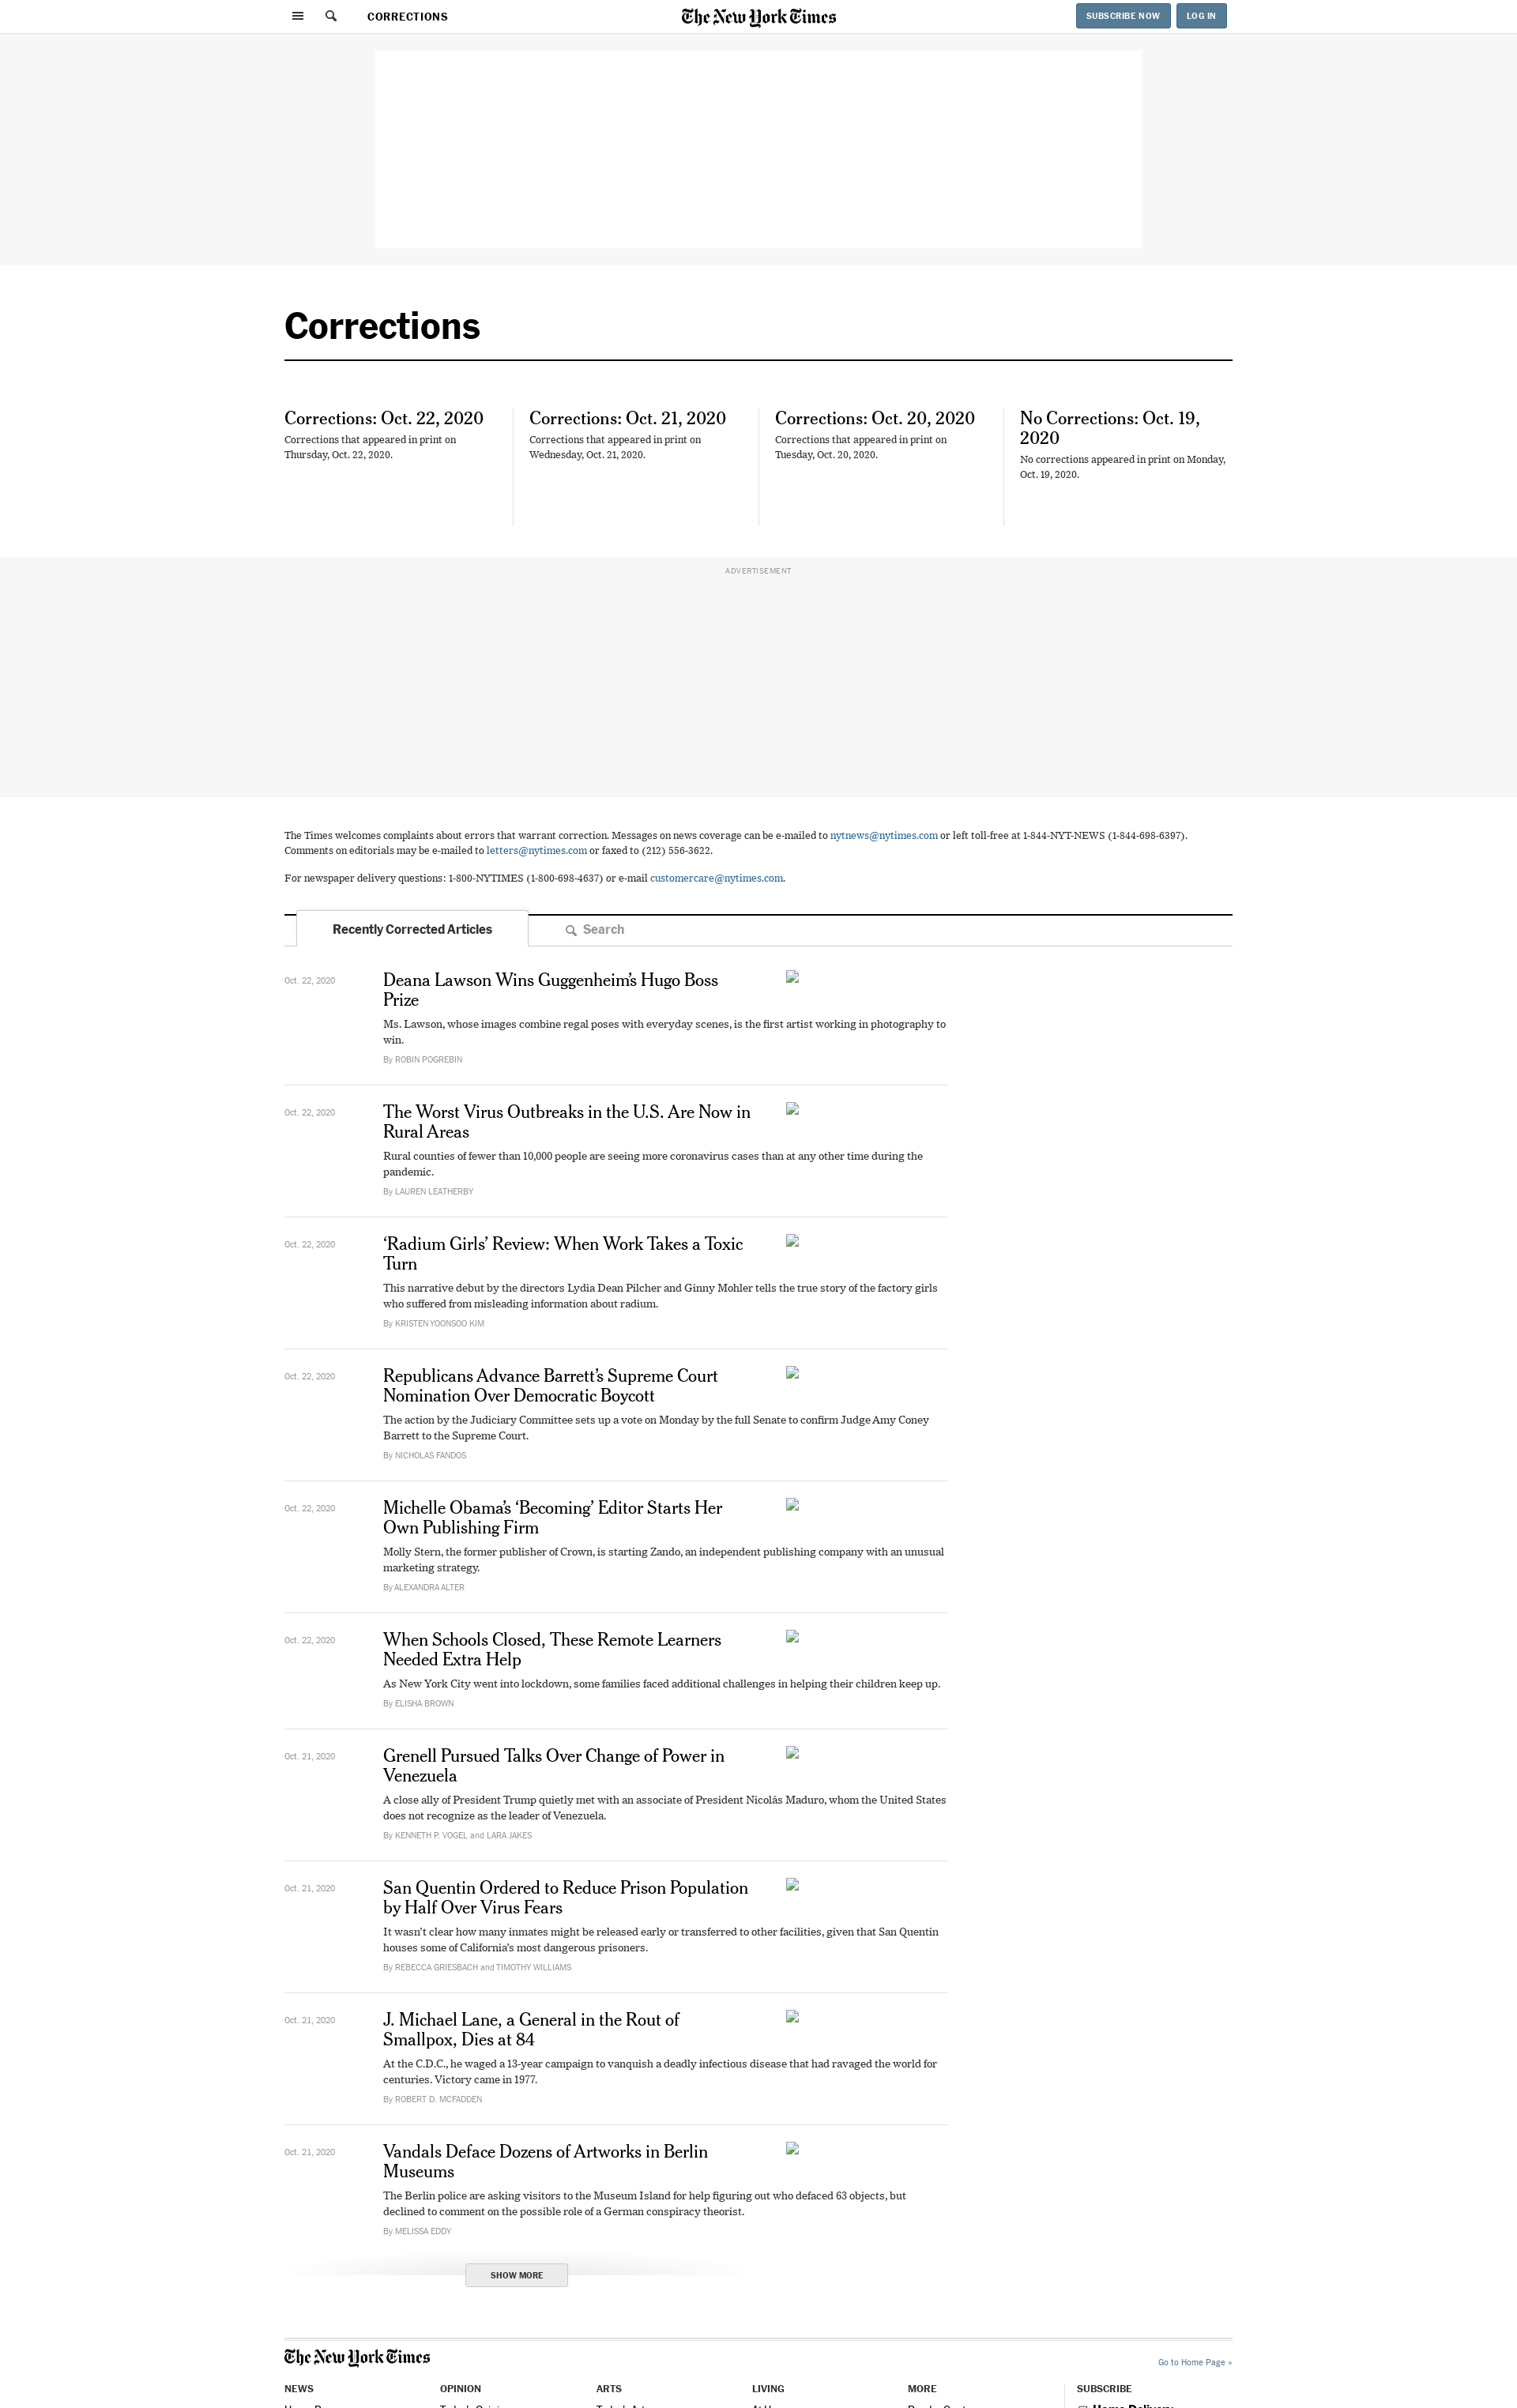 CORRECTIONS
The New York Times
SUBSCRIBE NOW
LOG IN
Corrections
Corrections: Oct. 22, 2020
Corrections that appeared in print on
Thursday, Oct. 22, 2020.
Corrections: Oct. 21, 2020
Corrections that appeared in print on
Wednesday, Oct. 21, 2020.
Corrections: Oct. 20, 2020
Corrections that appeared in print on
Tuesday, Oct. 20, 2020.
No Corrections: Oct. 19,
2020
No corrections appeared in print on Monday,
Oct. 19, 2020.
ADVERTISEMENT
The Times welcomes complaints about errors that warrant correction. Messages on news coverage can be e-mailed to nytnews@nytimes.com or left toll-free at 1-844-NYT-NEWS (1-844-698-6397).
Comments on editorials may be e-mailed to letters@nytimes.com or faxed to (212) 556-3622.
For newspaper delivery questions: 1-800-NYTIMES (1-800-698-4637) or e-mail customercare@nytimes.com.
Recently Corrected Articles
Search
Oct. 22, 2020
Deana Lawson Wins Guggenheim’s Hugo Boss
Prize
Ms. Lawson, whose images combine regal poses with everyday scenes, is the first artist working in photography to
win.
By ROBIN POGREBIN
Oct. 22, 2020
The Worst Virus Outbreaks in the U.S. Are Now in
Rural Areas
Rural counties of fewer than 10,000 people are seeing more coronavirus cases than at any other time during the
pandemic.
By LAUREN LEATHERBY
Oct. 22, 2020
‘Radium Girls’ Review: When Work Takes a Toxic
Turn
This narrative debut by the directors Lydia Dean Pilcher and Ginny Mohler tells the true story of the factory girls
who suffered from misleading information about radium.
By KRISTEN YOONSOO KIM
Oct. 22, 2020
Republicans Advance Barrett’s Supreme Court
Nomination Over Democratic Boycott
The action by the Judiciary Committee sets up a vote on Monday by the full Senate to confirm Judge Amy Coney
Barrett to the Supreme Court.
By NICHOLAS FANDOS
Oct. 22, 2020
Michelle Obama’s ‘Becoming’ Editor Starts Her
Own Publishing Firm
Molly Stern, the former publisher of Crown, is starting Zando, an independent publishing company with an unusual
marketing strategy.
By ALEXANDRA ALTER
Oct. 22, 2020
When Schools Closed, These Remote Learners
Needed Extra Help
As New York City went into lockdown, some families faced additional challenges in helping their children keep up.
By ELISHA BROWN
Oct. 21, 2020
Grenell Pursued Talks Over Change of Power in
Venezuela
A close ally of President Trump quietly met with an associate of President Nicolás Maduro, whom the United States
does not recognize as the leader of Venezuela.
By KENNETH P. VOGEL and LARA JAKES
Oct. 21, 2020
San Quentin Ordered to Reduce Prison Population
by Half Over Virus Fears
It wasn’t clear how many inmates might be released early or transferred to other facilities, given that San Quentin
houses some of California’s most dangerous prisoners.
By REBECCA GRIESBACH and TIMOTHY WILLIAMS
Oct. 21, 2020
J. Michael Lane, a General in the Rout of
Smallpox, Dies at 84
At the C.D.C., he waged a 13-year campaign to vanquish a deadly infectious disease that had ravaged the world for
centuries. Victory came in 1977.
By ROBERT D. MCFADDEN
Oct. 21, 2020
Vandals Deface Dozens of Artworks in Berlin
Museums
The Berlin police are asking visitors to the Museum Island for help figuring out who defaced 63 objects, but
declined to comment on the possible role of a German conspiracy theorist.
By MELISSA EDDY
SHOW MORE
The New York Times
Go to Home Page »
NEWS
OPINION
ARTS
LIVING
MORE
SUBSCRIBE